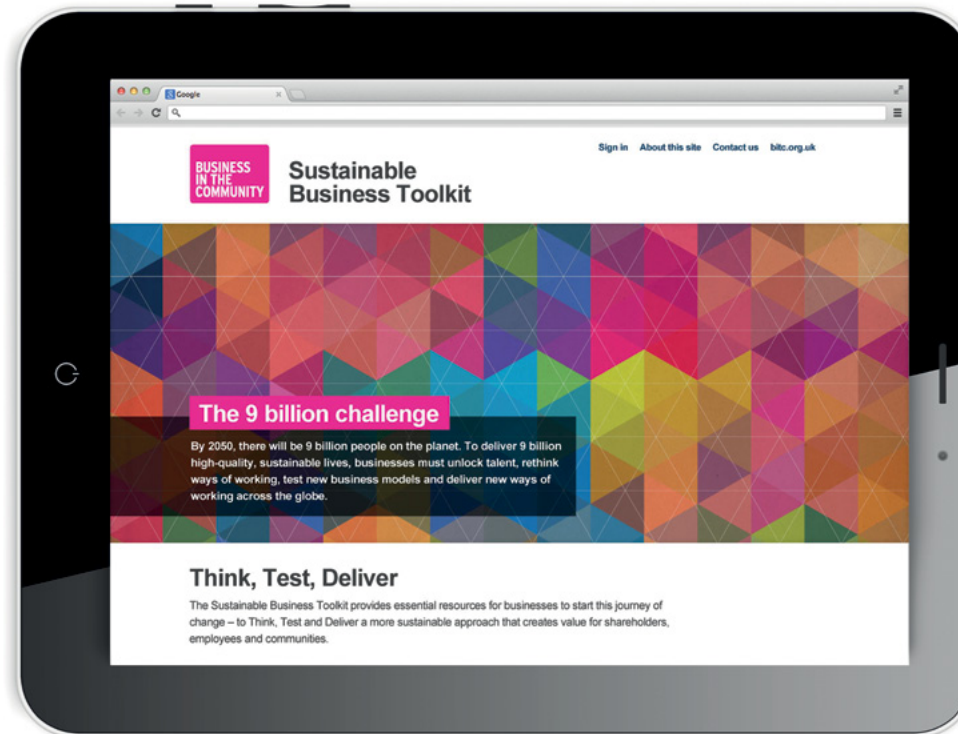 Google
Sign in About this site Contact us bitc.org.uk
BUSINESS
IN THE
COMMUNITY
Sustainable
Business Toolkit
The 9 billion challenge
By 2050, there will be 9 billion people on the planet. To deliver 9 billion
high-quality, sustainable lives, businesses must unlock talent, rethink
ways of working, test new business models and deliver new ways of
working across the globe.
Think, Test, Deliver
The Sustainable Business Toolkit provides essential resources for businesses to start this journey of
change – to Think, Test and Deliver a more sustainable approach that creates value for shareholders,
employees and communities.